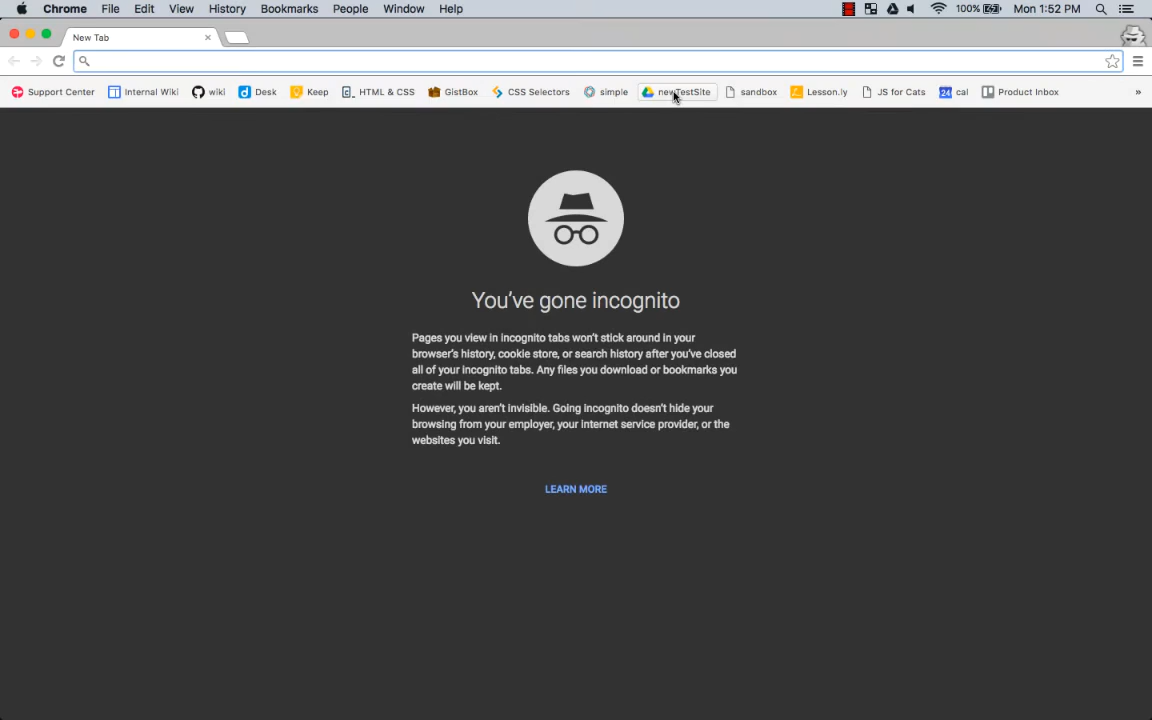 Chrome File Edit View History Bookmarks People Window Help 100% Mon 1:52 PM
New Tab
Support Center Internal Wiki wiki Desk Keep HTML & CSS GistBox CSS Selectors simple newTestSite sandbox Lesson.ly JS for Cats 24 cal Product Inbox »
You've gone incognito
Pages you view in incognito tabs won't stick around in your
browser's history, cookie store, or search history after you've closed
all of your incognito tabs. Any files you download or bookmarks you
create will be kept.
However, you aren't invisible. Going incognito doesn't hide your
browsing from your employer, your internet service provider, or the
websites you visit.
LEARN MORE